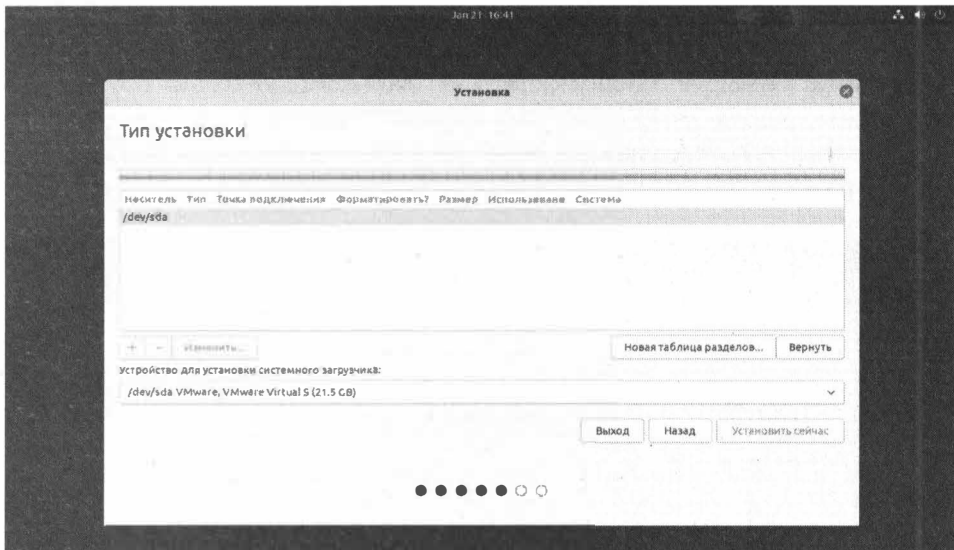 Jan 21 16:41
Установка
Тип установки
Носитель Тип Точка подключения Форматировать? Размер Использовано Система
/dev/sda
+ - Изменить...
Новая таблица разделов... Вернуть
Устройство для установки системного загрузчика:
/dev/sda VMware, VMware Virtual S (21.5 GB)
Выход Назад Установить сейчас